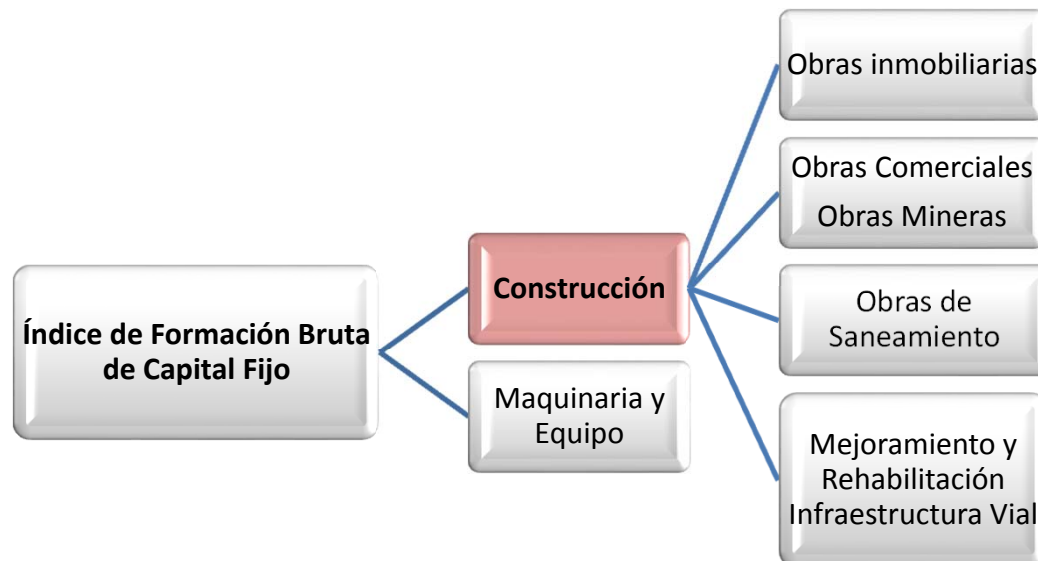 Índice de Formación Bruta
de Capital Fijo
Construcción
Maquinaria y
Equipo
Obras inmobiliarias
Obras Comerciales
Obras Mineras
Obras de
Saneamiento
Mejoramiento y
Rehabilitación
Infraestructura Vial